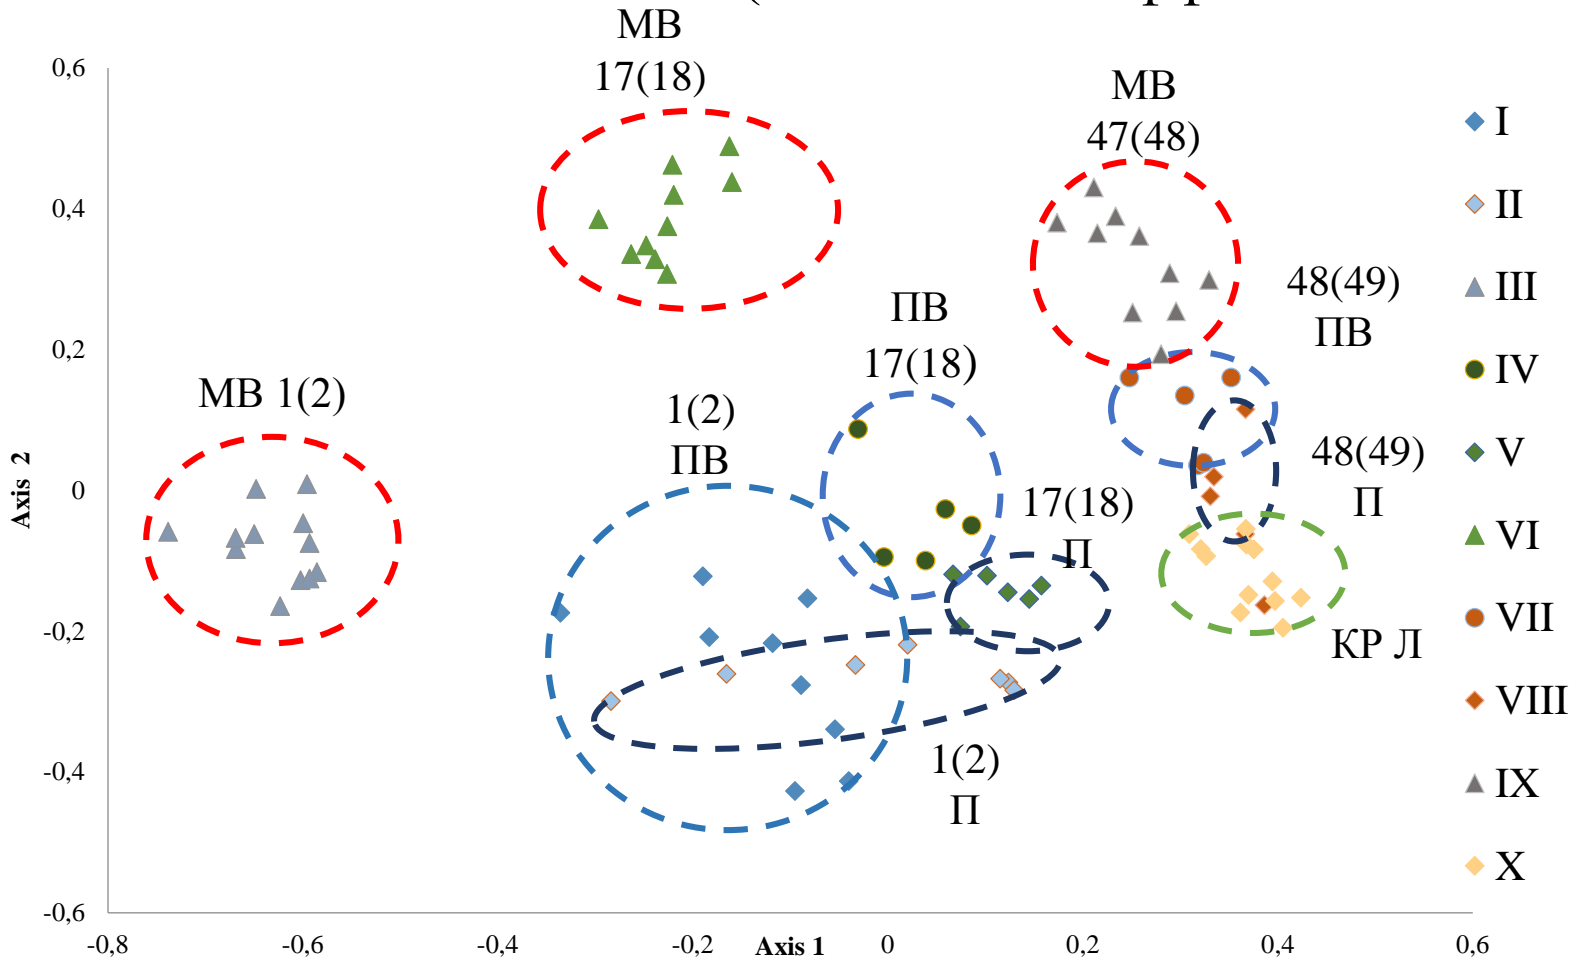 МВ
17(18)
МВ
47(48)
48(49)
ПВ
ПВ
17(18)
МВ 1(2)
1(2)
ПВ
48(49)
П
17(18)
П
КР Л
1(2)
П
0,6
0,4
0,2
0
-0,2
-0,4
-0,6
Axis 2
-0,8
-0,6
-0,4
-0,2
0
0,2
0,4
0,6
Axis 1
I
II
III
IV
V
VI
VII
VIII
IX
X